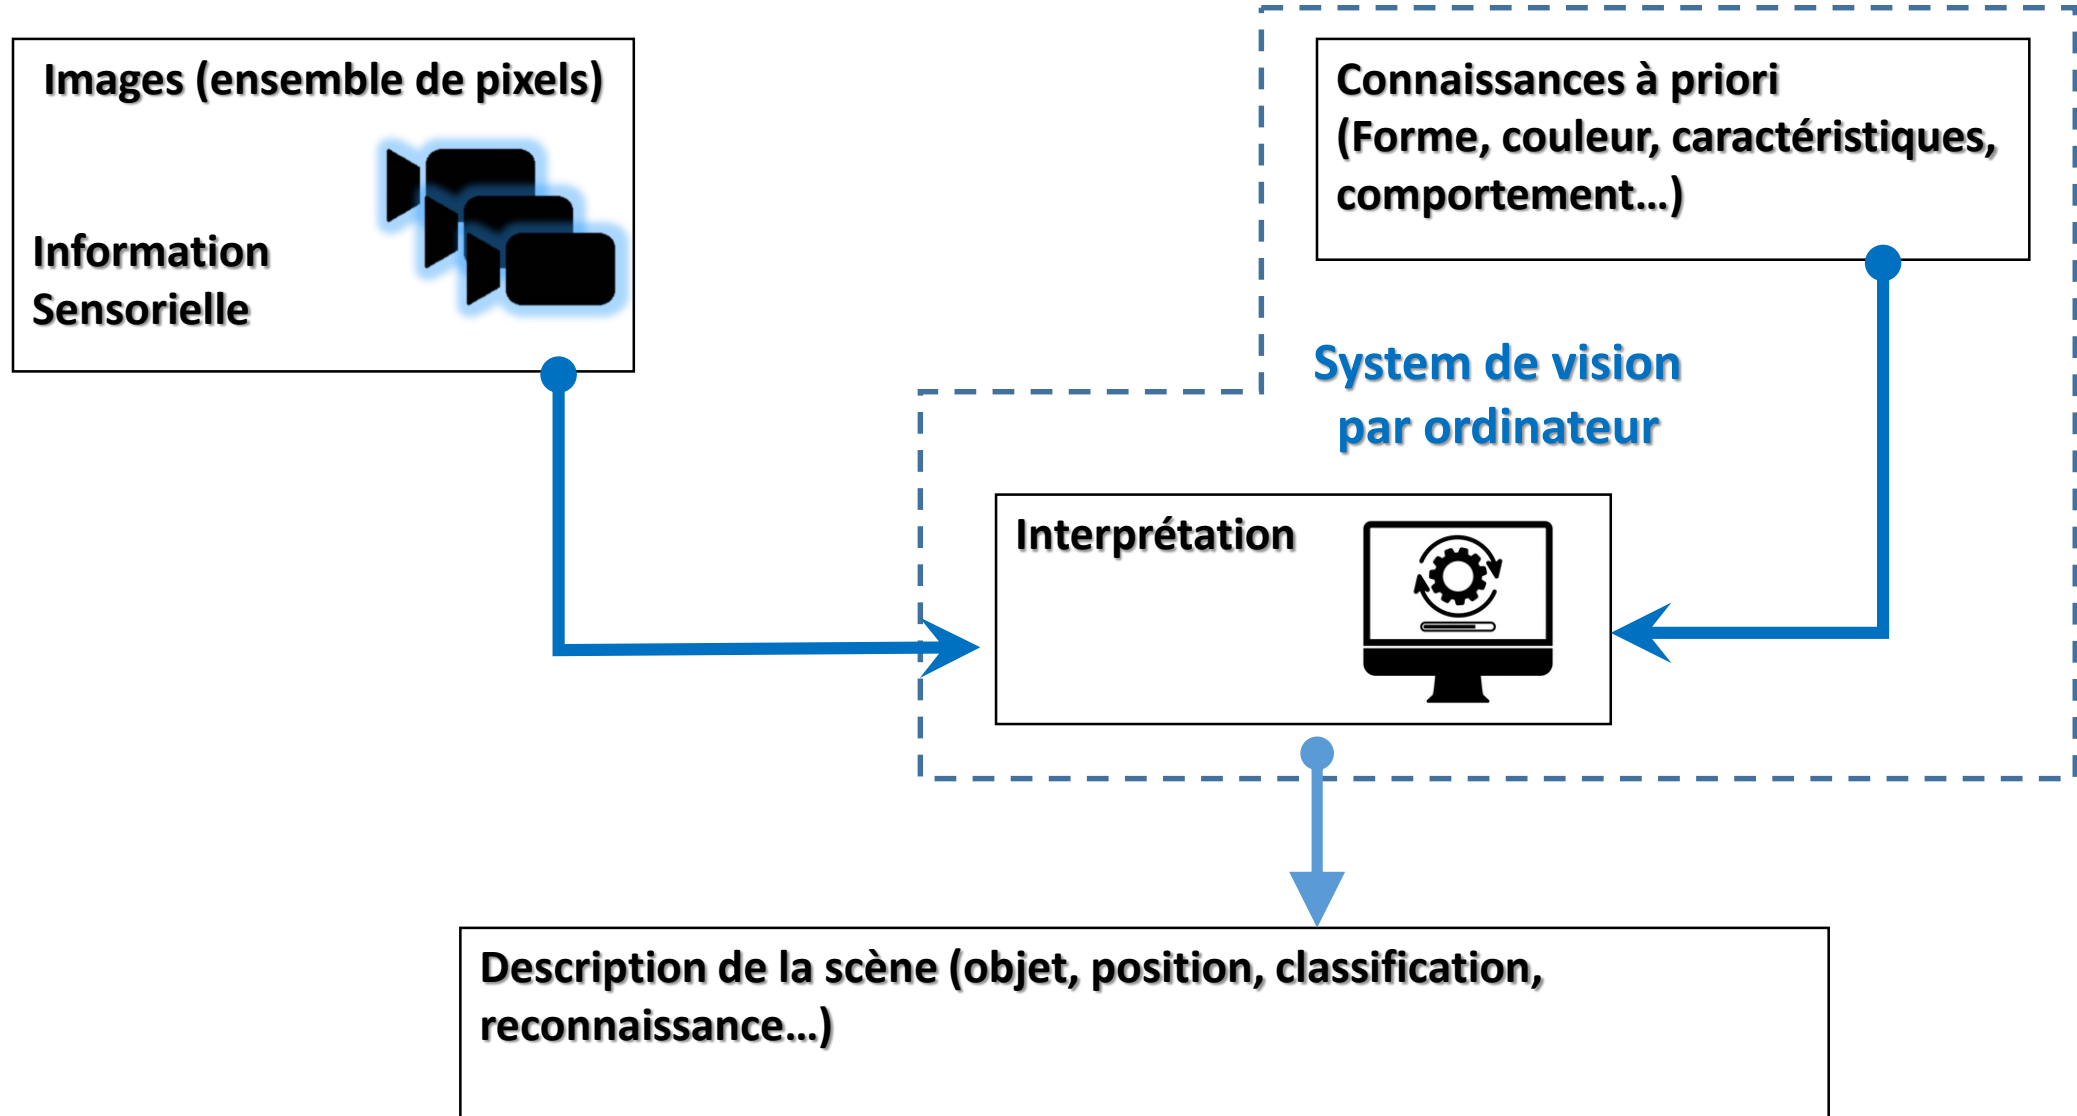 Images (ensemble de pixels)
Information
Sensorielle
Connaissances à priori
(Forme, couleur, caractéristiques,
comportement...)
System de vision
par ordinateur
Interprétation
Description de la scène (objet, position, classification,
reconnaissance...)